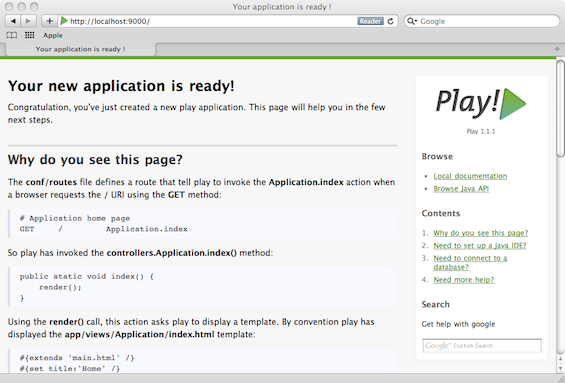 Your application is ready !
http://localhost:9000/
Reader
Google
Apple
Your application is ready !
Your new application is ready!
Congratulation, you've just created a new play application. This page will help you in the few
next steps.
Why do you see this page?
The conf/routes file defines a route that tell play to invoke the Application.index action when
a browser requests the / URI using the GET method:
# Application home page
GET / Application.index
So play has invoked the controllers.Application.index() method:
public static void index() {
render();
}
Using the render() call, this action asks play to display a template. By convention play has
displayed the app/views/Application/index.html template:
#{extends 'main.html' /}
#{set title:'Home' /}
Play!
Play 1.1.1
Browse
Local documentation
Browse Java API
Contents
1. Why do you see this page?
2. Need to set up a Java IDE?
3. Need to connect to a
database?
4. Need more help?
Search
Get help with google
Google™ Custom Search